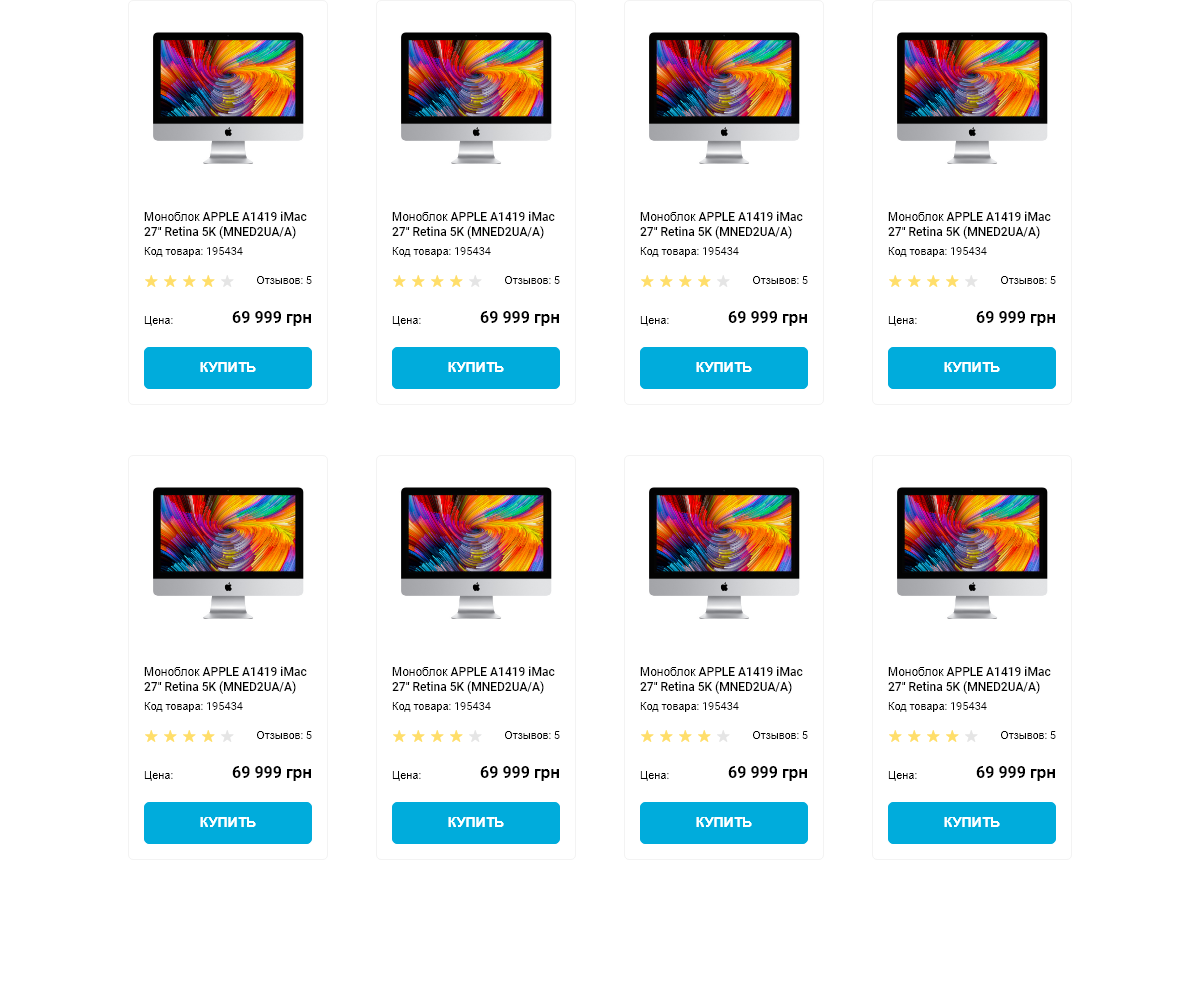 Моноблок APPLE A1419 iMac
27" Retina 5K (MNED2UA/A)
Код товара: 195434
Отзывов: 5
Цена: 69 999 грн
КУПИТЬ
Моноблок APPLE A1419 iMac
27" Retina 5K (MNED2UA/A)
Код товара: 195434
Отзывов: 5
Цена: 69 999 грн
КУПИТЬ
Моноблок APPLE A1419 iMac
27" Retina 5K (MNED2UA/A)
Код товара: 195434
Отзывов: 5
Цена: 69 999 грн
КУПИТЬ
Моноблок APPLE A1419 iMac
27" Retina 5K (MNED2UA/A)
Код товара: 195434
Отзывов: 5
Цена: 69 999 грн
КУПИТЬ
Моноблок APPLE A1419 iMac
27" Retina 5K (MNED2UA/A)
Код товара: 195434
Отзывов: 5
Цена: 69 999 грн
КУПИТЬ
Моноблок APPLE A1419 iMac
27" Retina 5K (MNED2UA/A)
Код товара: 195434
Отзывов: 5
Цена: 69 999 грн
КУПИТЬ
Моноблок APPLE A1419 iMac
27" Retina 5K (MNED2UA/A)
Код товара: 195434
Отзывов: 5
Цена: 69 999 грн
КУПИТЬ
Моноблок APPLE A1419 iMac
27" Retina 5K (MNED2UA/A)
Код товара: 195434
Отзывов: 5
Цена: 69 999 грн
КУПИТЬ